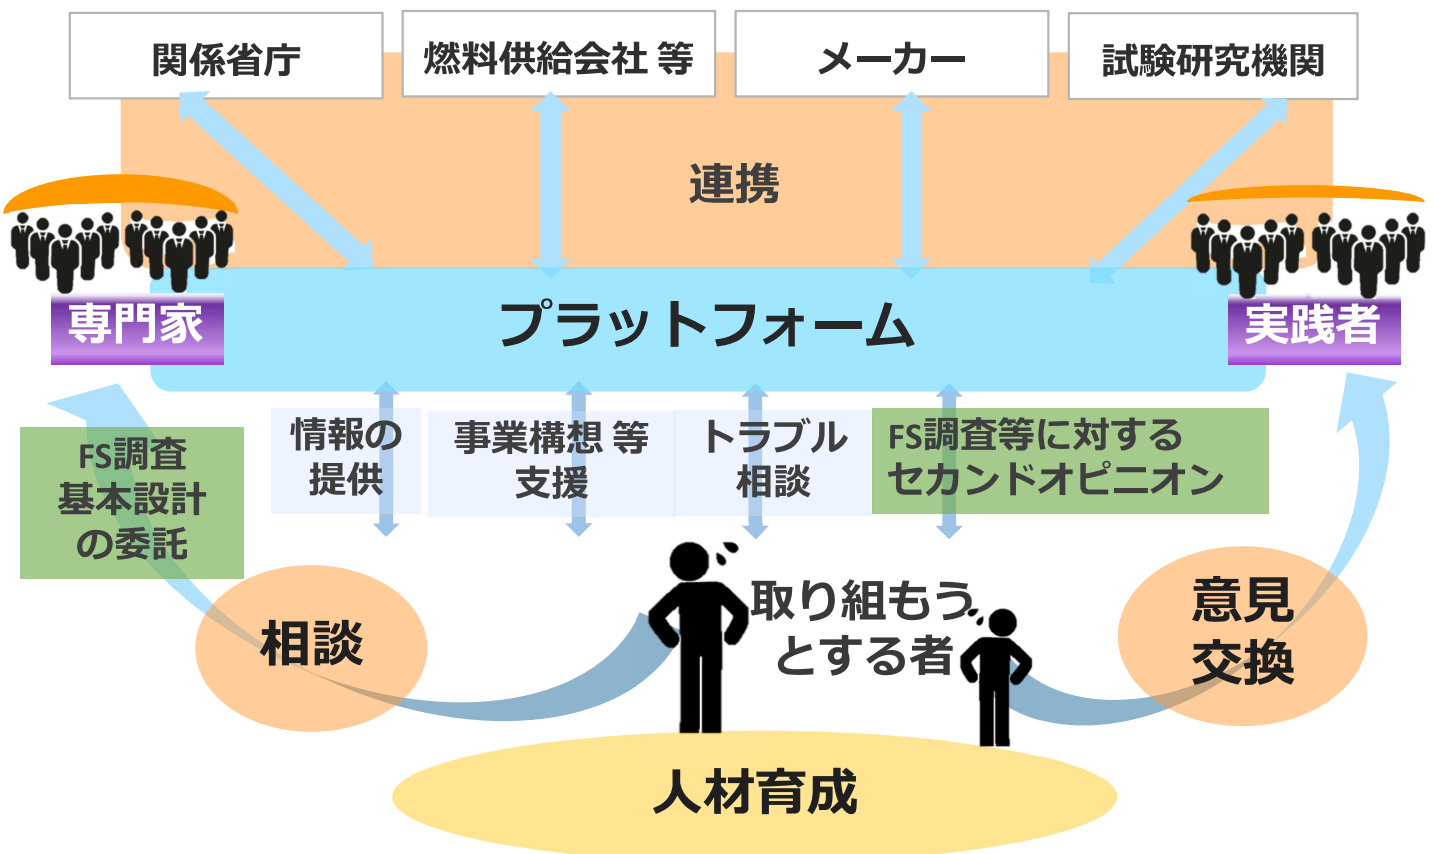 関係省庁
燃料供給会社 等
メーカー
試験研究機関
連携
専門家
プラットフォーム
実践者
FS調査
基本設計
の委託
情報の
提供
事業構想 等
支援
トラブル
相談
FS調査等に対する
セカンドオピニオン
相談
取り組もう
とする者
意見
交換
人材育成